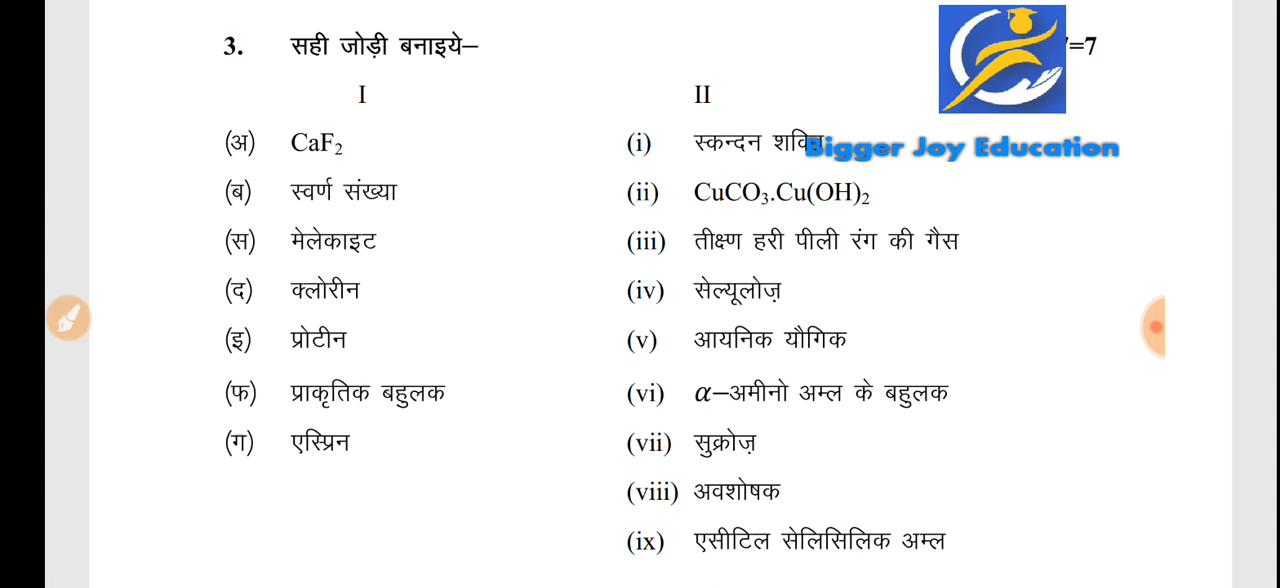 3. सही जोड़ी बनाइये– =7
I II
(अ) CaF₂ (i) स्कन्दन शक्ति
Bigger Joy Education
(ब) स्वर्ण संख्या (ii) CuCO₃.Cu(OH)₂
(स) मेलेकाइट (iii) तीक्ष्ण हरी पीली रंग की गैस
(द) क्लोरीन (iv) सेल्यूलोज़
(इ) प्रोटीन (v) आयनिक यौगिक
(फ) प्राकृतिक बहुलक (vi) α–अमीनो अम्ल के बहुलक
(ग) एस्प्रिन (vii) सुक्रोज़
(viii) अवशोषक
(ix) एसीटिल सेलिसिलिक अम्ल